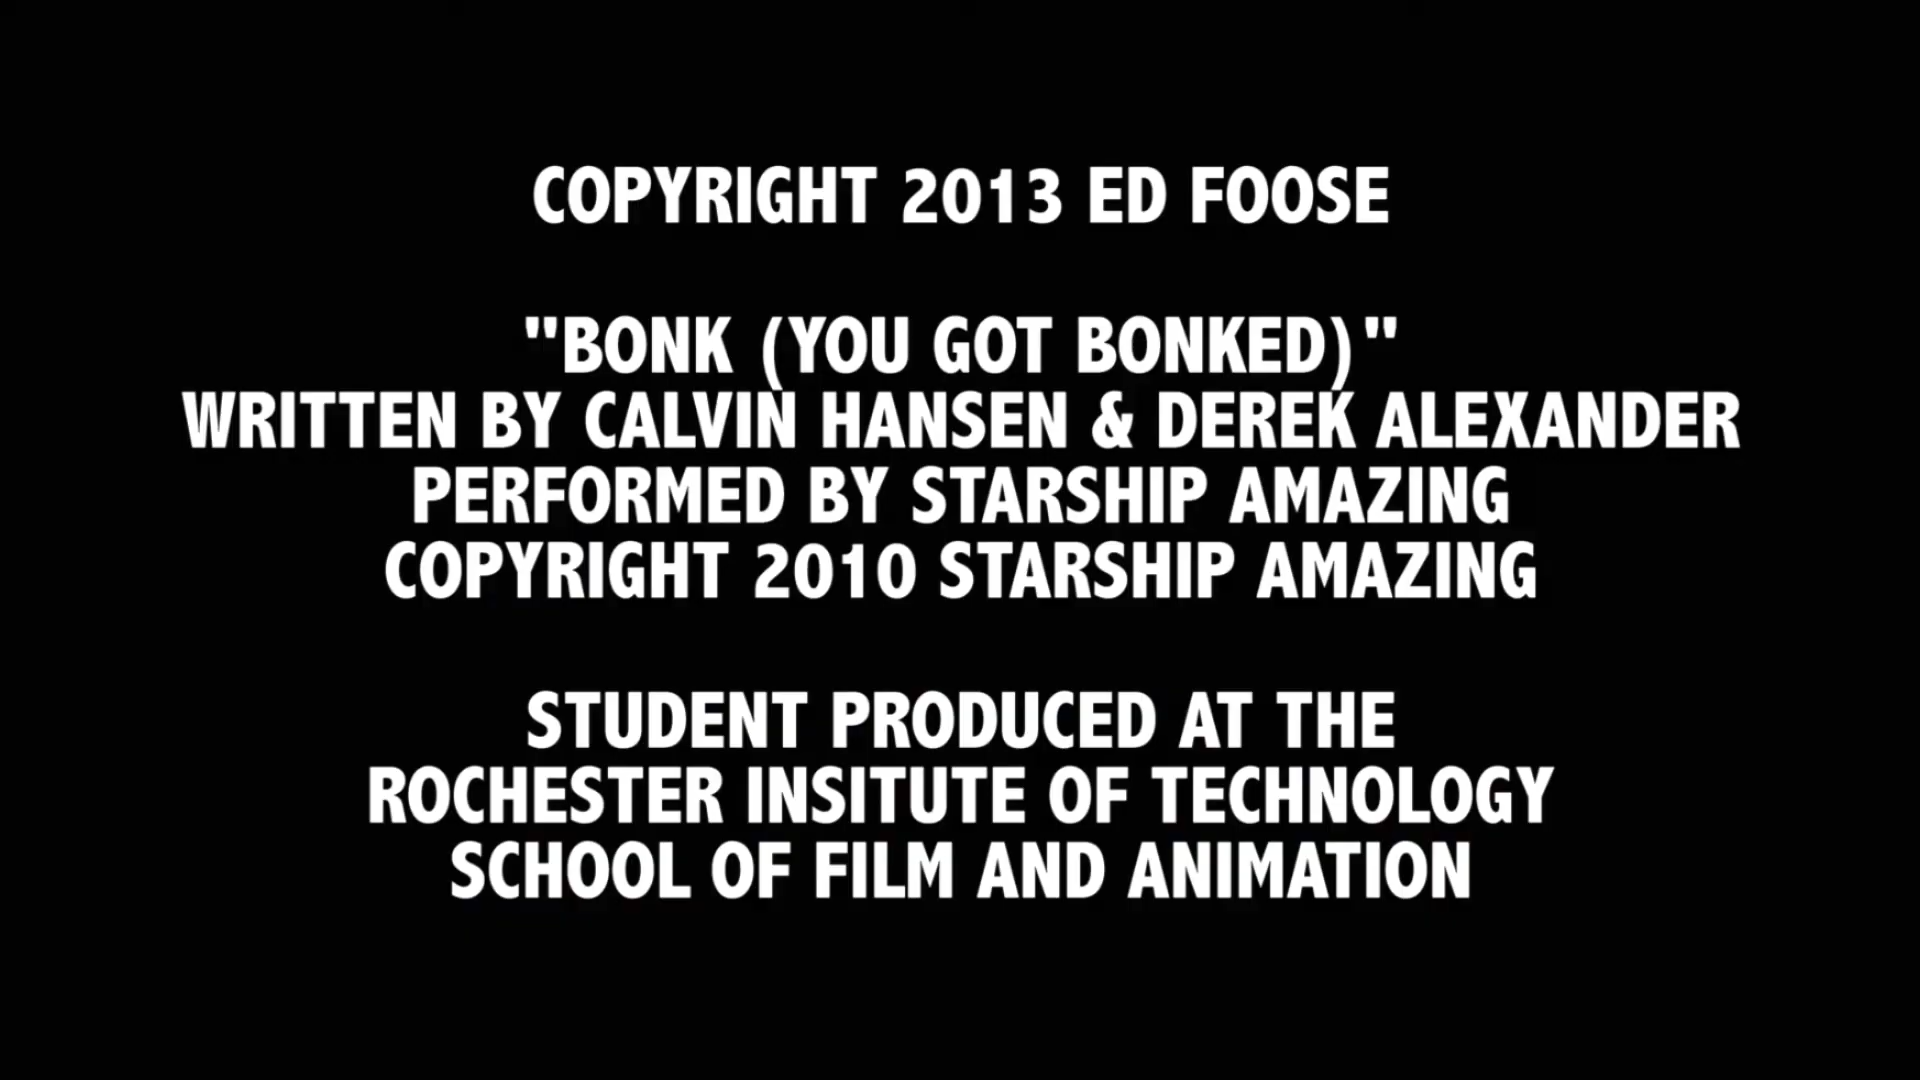 COPYRIGHT 2013 ED FOOSE
"BONK (YOU GOT BONKED)"
WRITTEN BY CALVIN HANSEN & DEREK ALEXANDER
PERFORMED BY STARSHIP AMAZING
COPYRIGHT 2010 STARSHIP AMAZING
STUDENT PRODUCED AT THE
ROCHESTER INSITUTE OF TECHNOLOGY
SCHOOL OF FILM AND ANIMATION